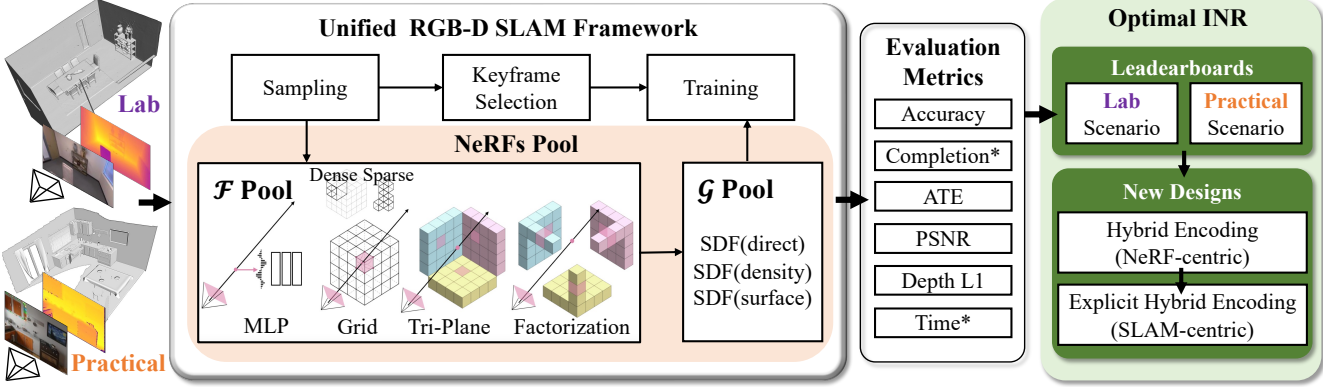 Lab
Practical
Unified RGB-D SLAM Framework
Sampling
Keyframe
Selection
Training
NeRFs Pool
ℱ Pool
Dense Sparse
MLP
Grid
Tri-Plane
Factorization
𝒢 Pool
SDF(direct)
SDF(density)
SDF(surface)
Evaluation
Metrics
Accuracy
Completion*
ATE
PSNR
Depth L1
Time*
Optimal INR
Leadearboards
Lab
Scenario
Practical
Scenario
New Designs
Hybrid Encoding
(NeRF-centric)
Explicit Hybrid Encoding
(SLAM-centric)